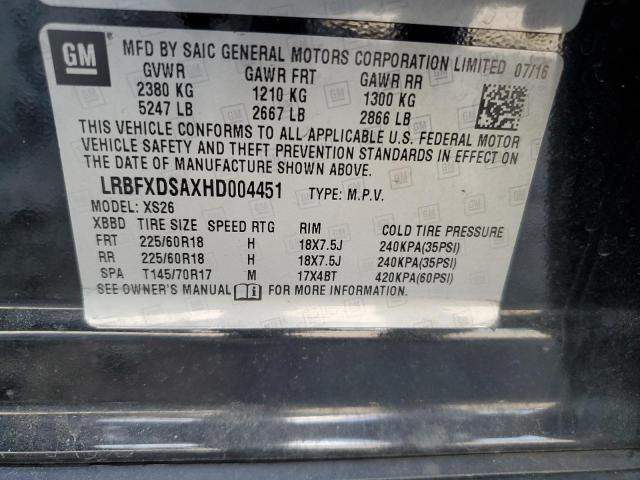 GM
MFD BY SAIC GENERAL MOTORS CORPORATION LIMITED 07/16
GVWR GAWR FRT GAWR RR
2380 KG 1210 KG 1300 KG
5247 LB 2667 LB 2866 LB
THIS VEHICLE CONFORMS TO ALL APPLICABLE U.S. FEDERAL MOTOR
VEHICLE SAFETY AND THEFT PREVENTION STANDARDS IN EFFECT ON
THE DATE OF MANUFACTURE SHOWN ABOVE.
LRBFXDSAXHD004451 TYPE: M.P.V.
MODEL: XS26
XBBD TIRE SIZE SPEED RTG RIM COLD TIRE PRESSURE
FRT 225/60R18 H 18X7.5J 240KPA(35PSI)
RR 225/60R18 H 18X7.5J 240KPA(35PSI)
SPA T145/70R17 M 17X4BT 420KPA(60PSI)
SEE OWNER'S MANUAL FOR MORE INFORMATION.